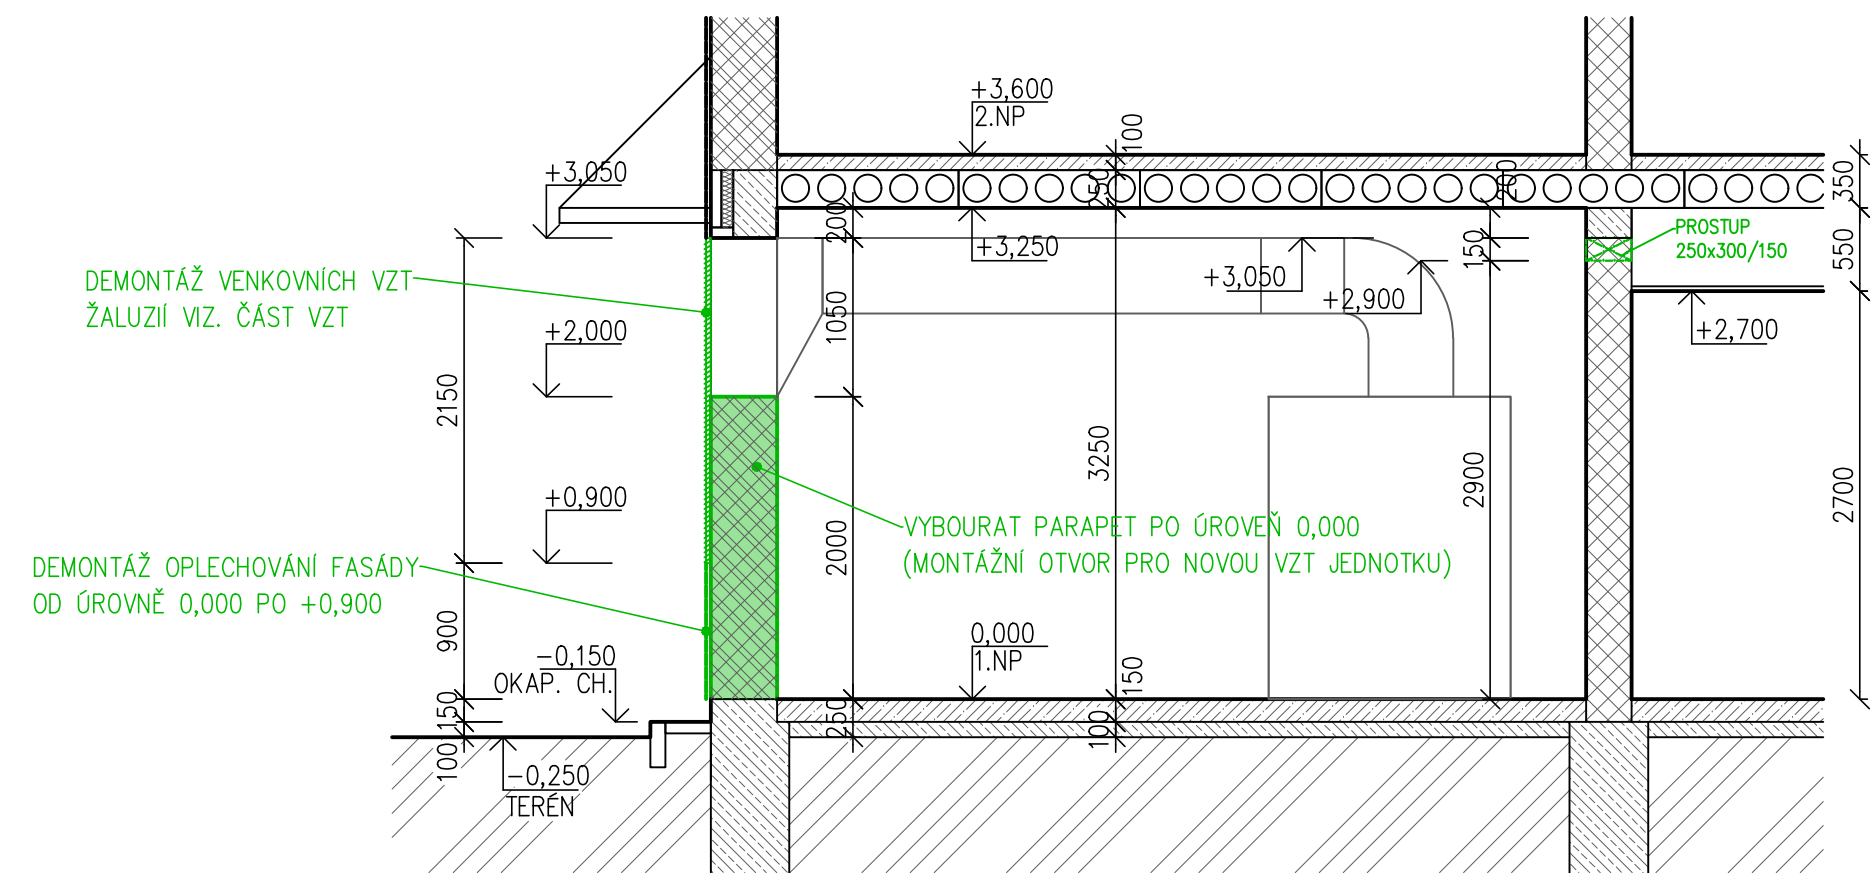 +3,600
2.NP
100
+3,050
250
200
200
350
+3,250
150
PROSTUP
250x300/150
550
DEMONTÁŽ VENKOVNÍCH VZT
ŽALUZIÍ VIZ. ČÁST VZT
+3,050
+2,900
1050
+2,000
+2,700
2150
3250
2900
2700
+0,900
VYBOURAT PARAPET PO ÚROVEŇ 0,000
(MONTÁŽNÍ OTVOR PRO NOVOU VZT JEDNOTKU)
2000
DEMONTÁŽ OPLECHOVÁNÍ FASÁDY
OD ÚROVNĚ 0,000 PO +0,900
900
0,000
1.NP
-0,150
OKAP. CH.
150
150
250
100
100
-0,250
TERÉN